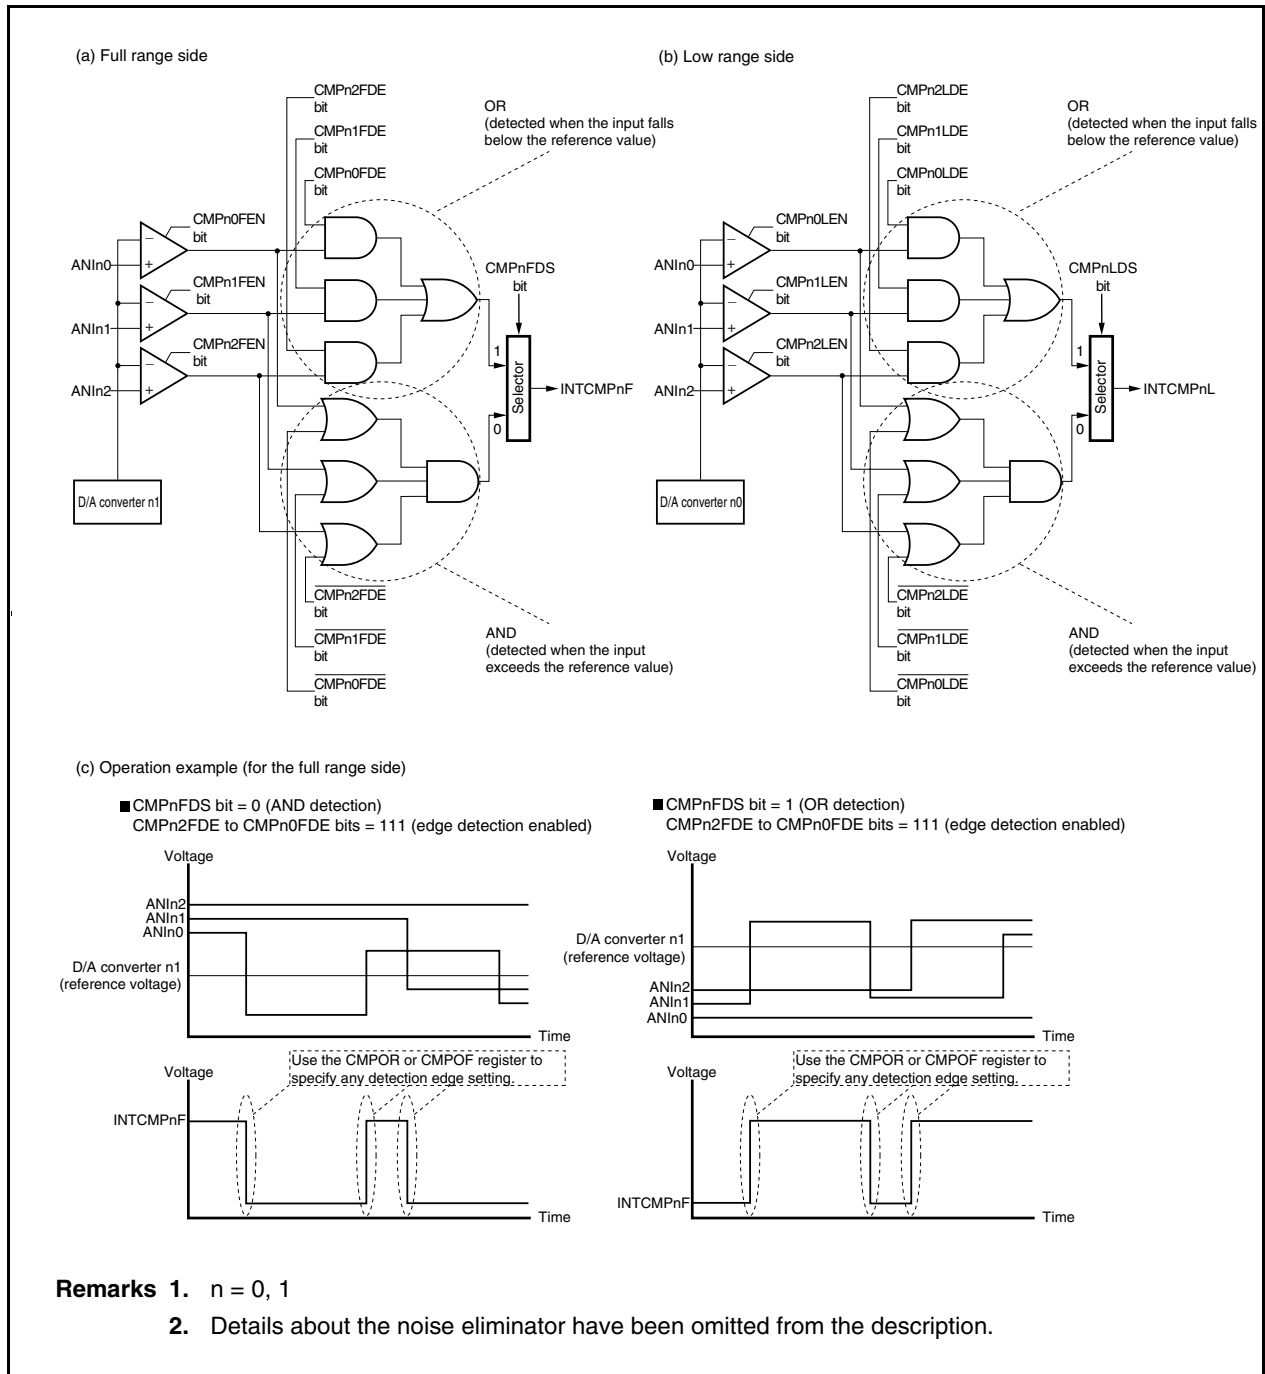 (a) Full range side
CMPn2FDE
bit
CMPn1FDE
bit
CMPn0FDE
bit
OR
(detected when the input falls
below the reference value)
CMPn0FEN
bit
CMPn1FEN
bit
CMPn2FEN
bit
−
+
−
+
−
+
ANIn0
ANIn1
ANIn2
CMPnFDS
bit
1
0
Selector
INTCMPnF
D/A converter n1
CMPn2FDE
bit
CMPn1FDE
bit
CMPn0FDE
bit
AND
(detected when the input
exceeds the reference value)
(b) Low range side
CMPn2LDE
bit
CMPn1LDE
bit
CMPn0LDE
bit
OR
(detected when the input falls
below the reference value)
CMPn0LEN
bit
CMPn1LEN
bit
CMPn2LEN
bit
−
+
−
+
−
+
ANIn0
ANIn1
ANIn2
CMPnLDS
bit
1
0
Selector
INTCMPnL
D/A converter n0
CMPn2LDE
bit
CMPn1LDE
bit
CMPn0LDE
bit
AND
(detected when the input
exceeds the reference value)
(c) Operation example (for the full range side)
■ CMPnFDS bit = 0 (AND detection)
CMPn2FDE to CMPn0FDE bits = 111 (edge detection enabled)
Voltage
ANIn2
ANIn1
ANIn0
D/A converter n1
(reference voltage)
Time
Use the CMPOR or CMPOF register to
specify any detection edge setting.
Voltage
INTCMPnF
Time
■ CMPnFDS bit = 1 (OR detection)
CMPn2FDE to CMPn0FDE bits = 111 (edge detection enabled)
Voltage
D/A converter n1
(reference voltage)
ANIn2
ANIn1
ANIn0
Time
Use the CMPOR or CMPOF register to
specify any detection edge setting.
Voltage
INTCMPnF
Time
Remarks 1. n = 0, 1
2. Details about the noise eliminator have been omitted from the description.